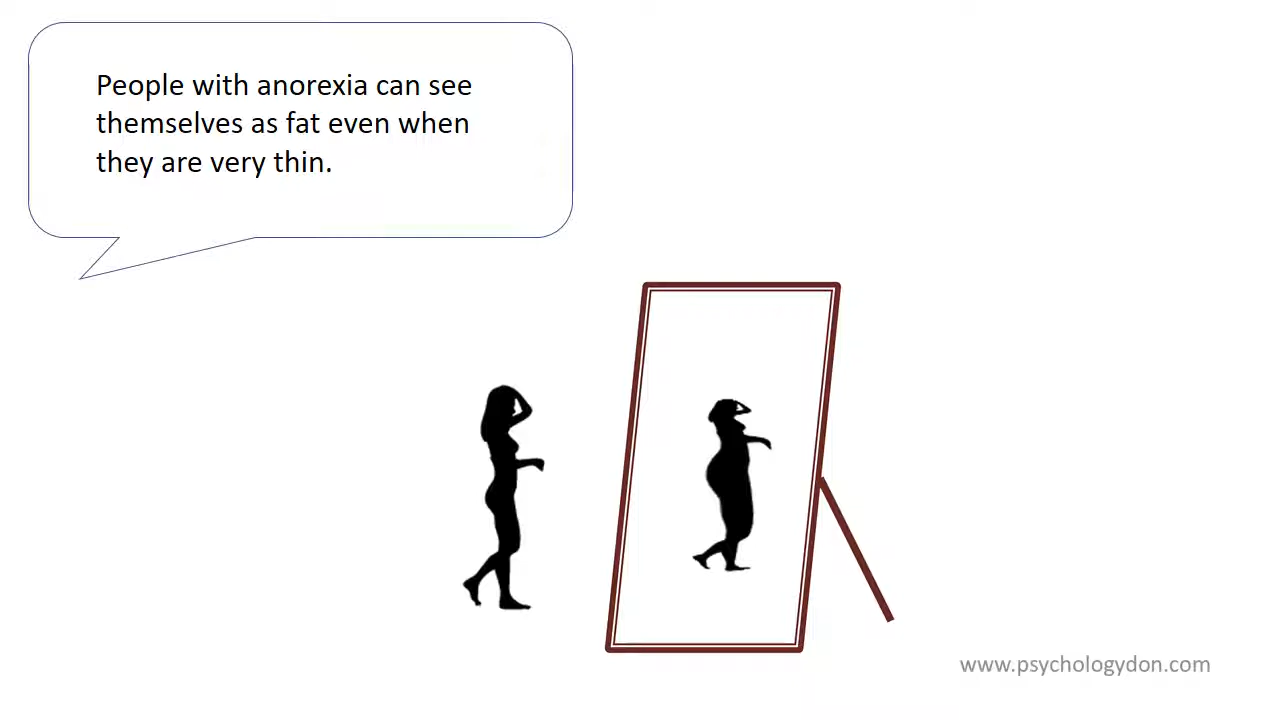 People with anorexia can see
themselves as fat even when
they are very thin.
www.psychologydon.com